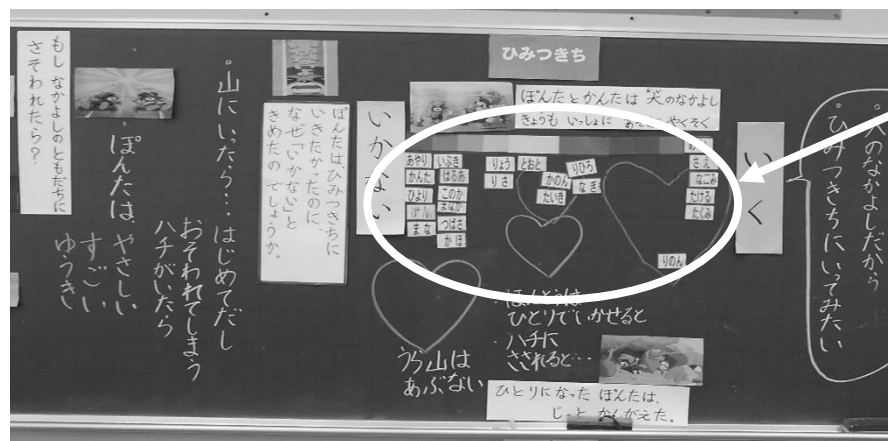 ひみつきち
ぽんたとかんたは 大のなかよし
きょうも いっしょに
やくそく
いく
・大のなかよしだから
・ひみつきちにいってみたい
さえ
なごみ
たける
たくみ
りのん
りひろ
なぎ
とおと
かのん
たいき
りょう
りさ
いぶき
はるあ
このか
まなか
つばさ
かほ
あやり
かんた
ひより
まな
いかない
ぽんたは、ひみつきちに
いきたかったのに、
なぜ「いかない」と
きめたの でしょうか。
うら山は
あぶない
・ほんとうは
ひとりでいかせると
・ハチに
さされると…
ひとりになった ぽんたは、
じっと かんがえた。
・山にいったら…はじめてだし
おそわれてしまう
ハチがいたら
・ぽんたは、やさしい
すごい
ゆうき
もし なかよしのともだちに
さそわれたら？